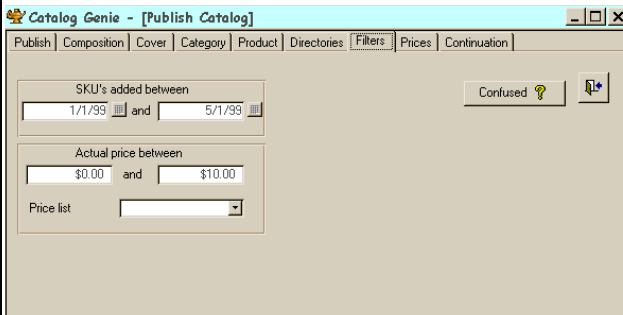 Catalog Genie - [Publish Catalog]
Publish Composition Cover Category Product Directories Filters Prices Continuation
SKU's added between
1/1/99 and 5/1/99
Confused ?
Actual price between
$0.00 and $10.00
Price list